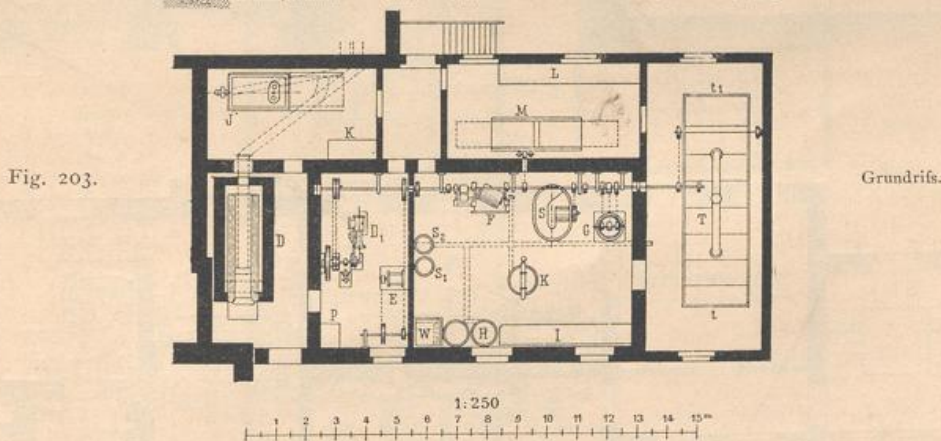 L
t₁
J
M
K
Fig. 203.
Grundrifs.
D
D₁
F
S
G
T
S₂
S₁
K
E
P
W
H
I
t
1:250
1 2 3 4 5 6 7 8 9 10 11 12 13 14 15ᵐ